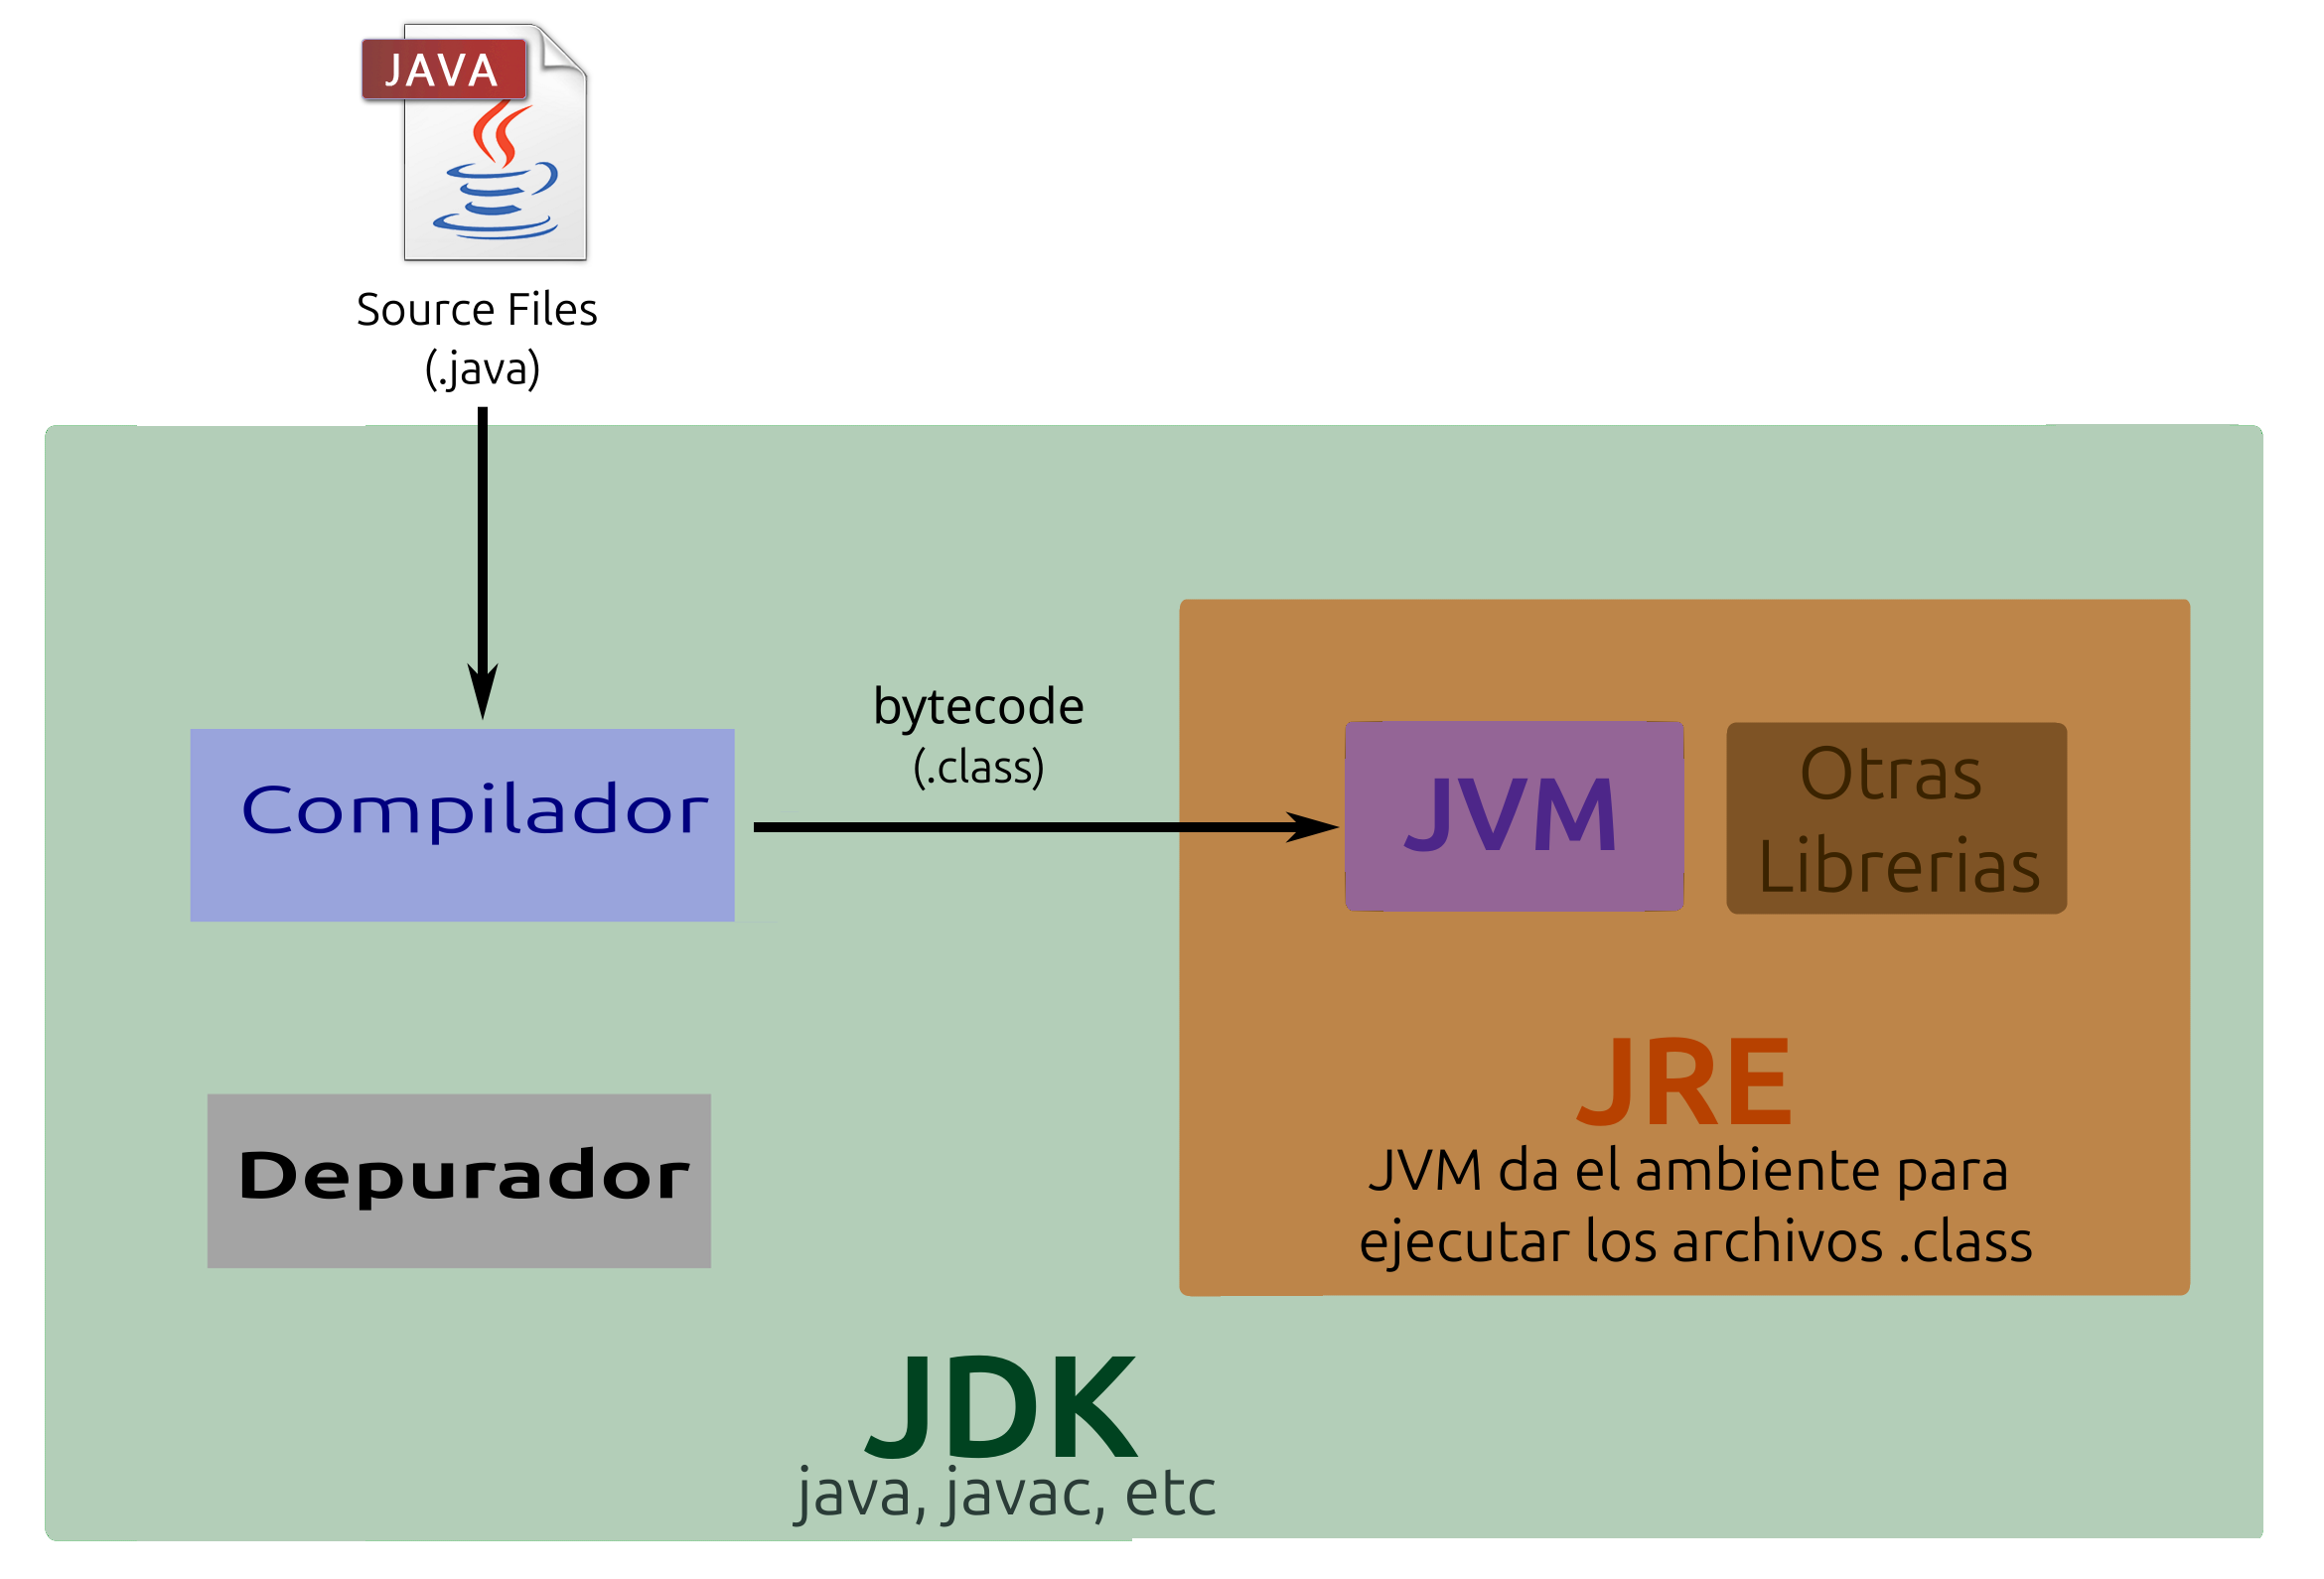 JAVA
Source Files
(.java)
bytecode
(.class)
Compilador
JVM
Otras
Librerias
Depurador
JRE
JVM da el ambiente para
ejecutar los archivos .class
JDK
java, javac, etc